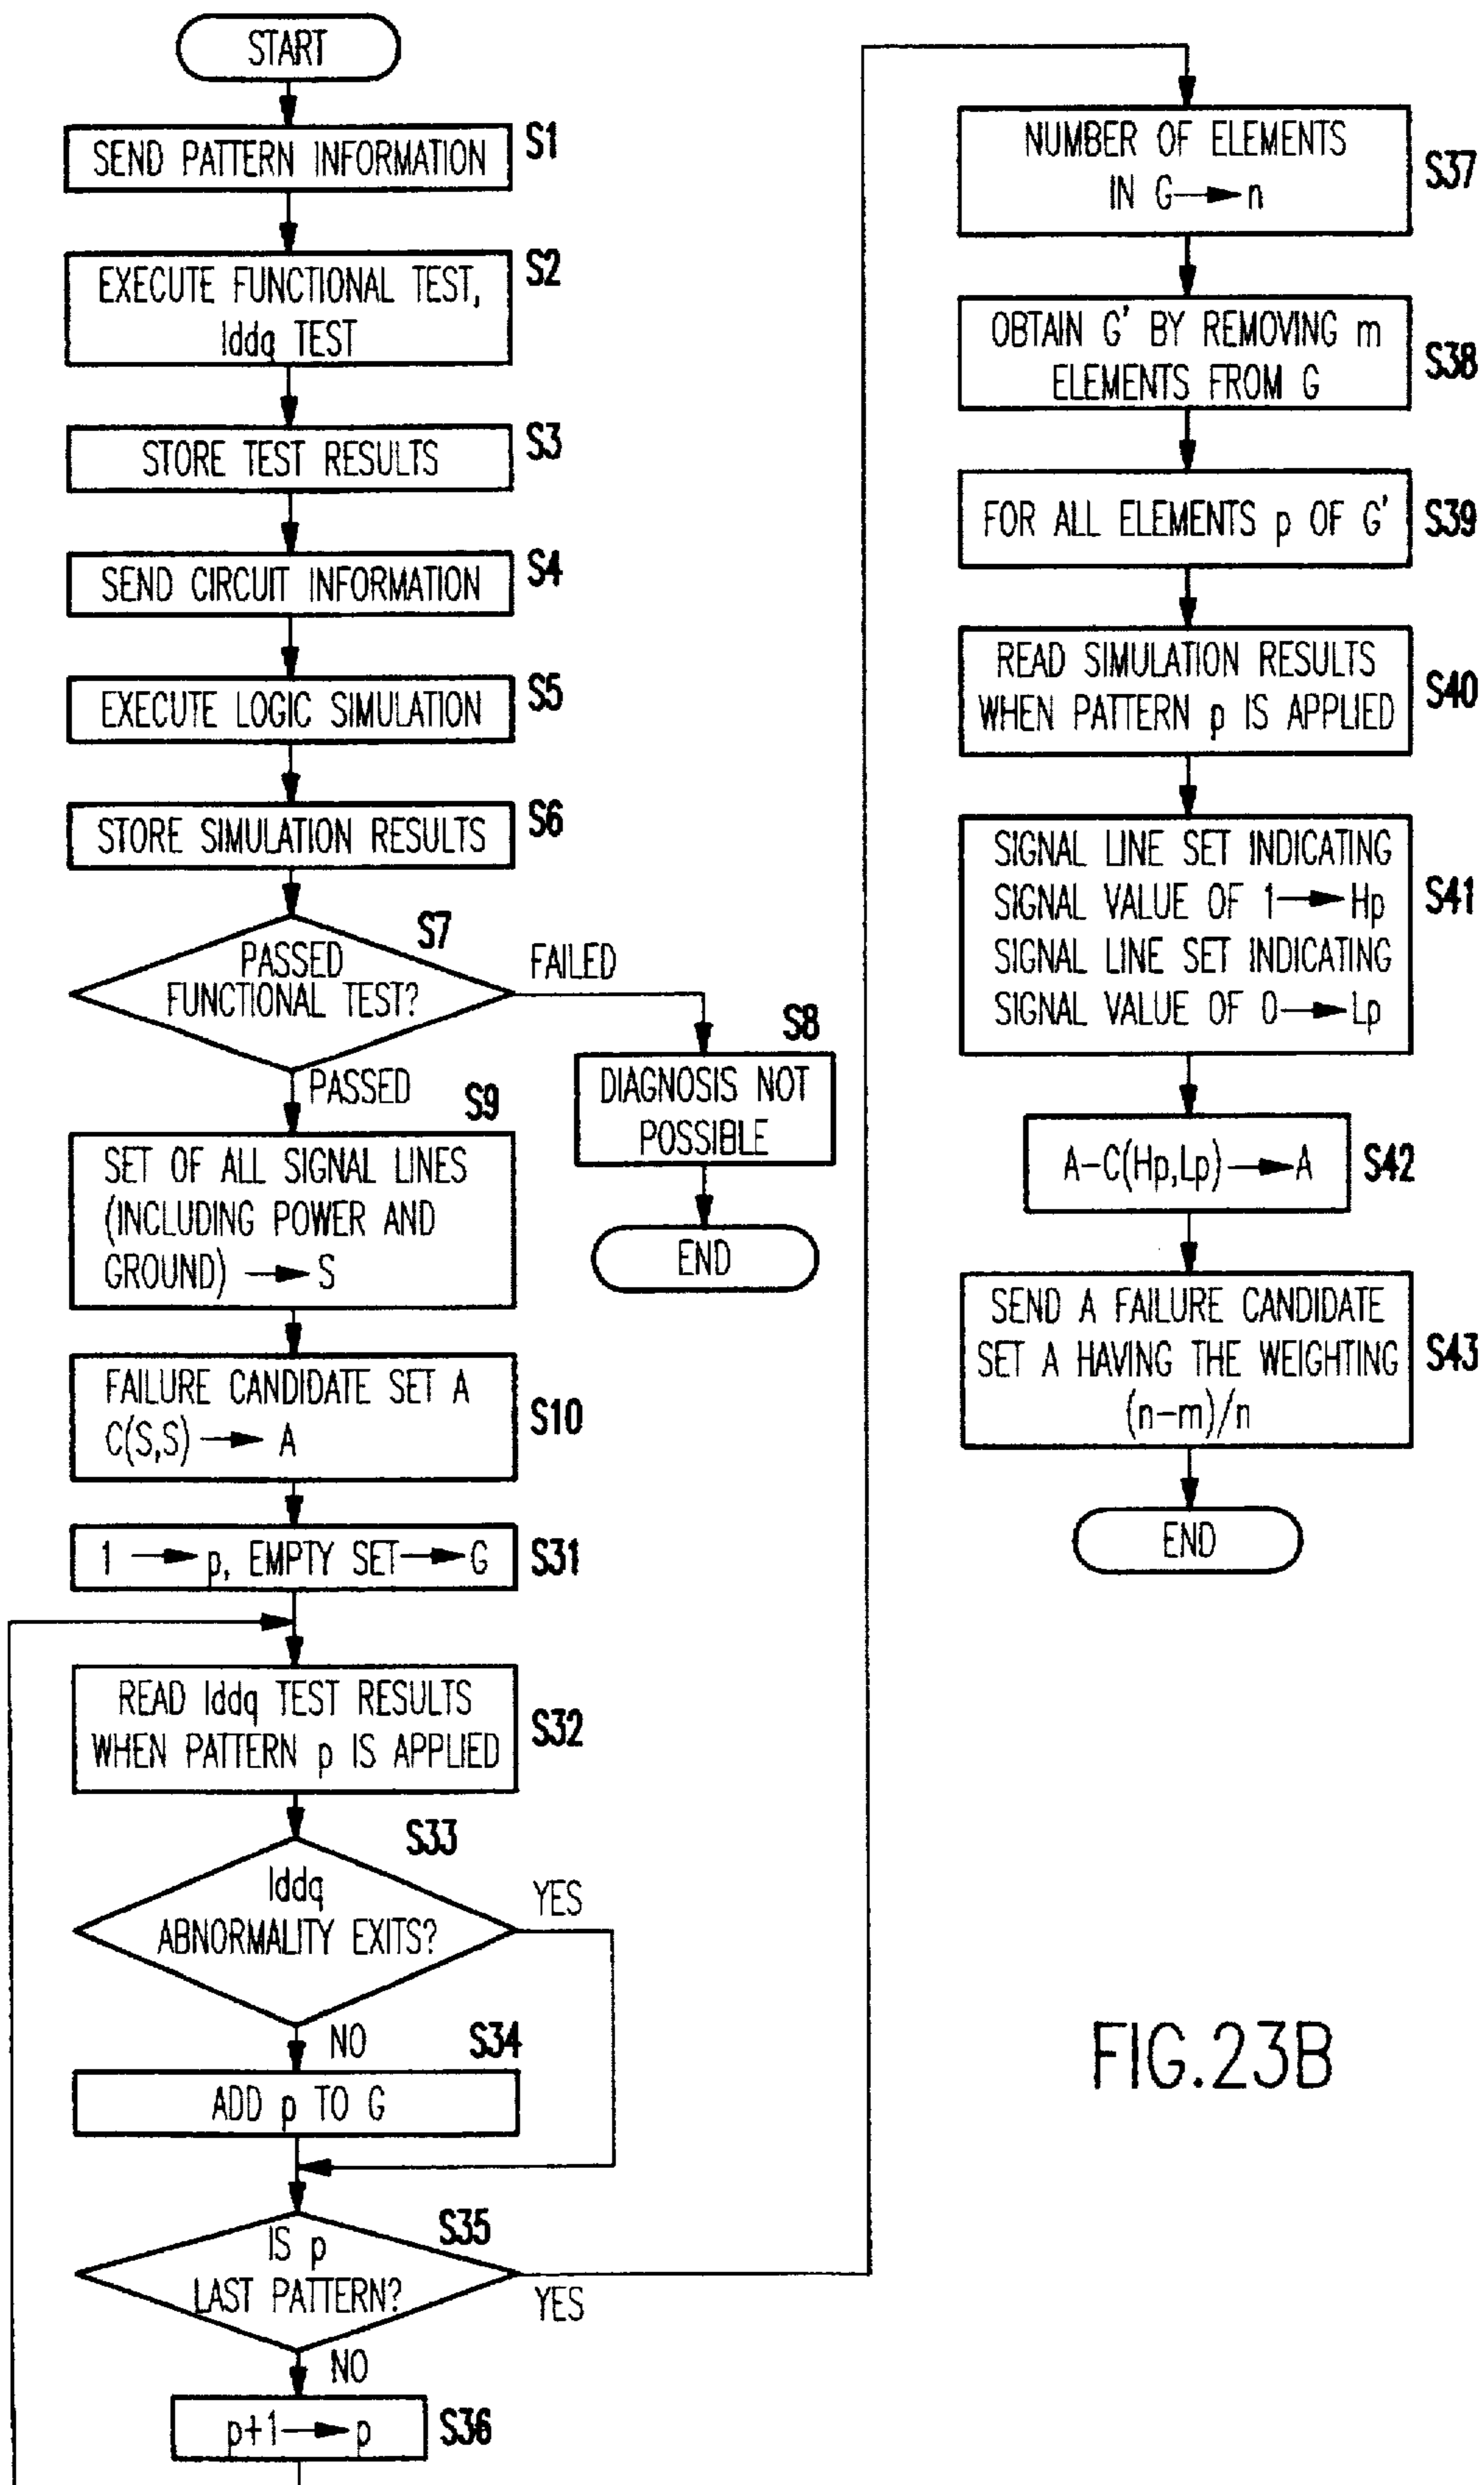 START
SEND PATTERN INFORMATION
S1
EXECUTE FUNCTIONAL TEST,
Iddq TEST
S2
STORE TEST RESULTS
S3
SEND CIRCUIT INFORMATION
S4
EXECUTE LOGIC SIMULATION
S5
STORE SIMULATION RESULTS
S6
S7
PASSED
FUNCTIONAL TEST?
FAILED
PASSED
S8
DIAGNOSIS NOT
POSSIBLE
END
S9
SET OF ALL SIGNAL LINES
(INCLUDING POWER AND
GROUND) → S
FAILURE CANDIDATE SET A
C(S,S) → A
S10
1 → p, EMPTY SET → G
S31
READ Iddq TEST RESULTS
WHEN PATTERN p IS APPLIED
S32
S33
Iddq
ABNORMALITY EXITS?
YES
NO
S34
ADD p TO G
S35
IS p
LAST PATTERN?
YES
NO
p+1 → p
S36
NUMBER OF ELEMENTS
IN G → n
S37
OBTAIN G' BY REMOVING m
ELEMENTS FROM G
S38
FOR ALL ELEMENTS p OF G'
S39
READ SIMULATION RESULTS
WHEN PATTERN p IS APPLIED
S40
SIGNAL LINE SET INDICATING
SIGNAL VALUE OF 1 → Hp
SIGNAL LINE SET INDICATING
SIGNAL VALUE OF 0 → Lp
S41
A-C(Hp,Lp) → A
S42
SEND A FAILURE CANDIDATE
SET A HAVING THE WEIGHTING
(n-m)/n
S43
END
FIG.23B